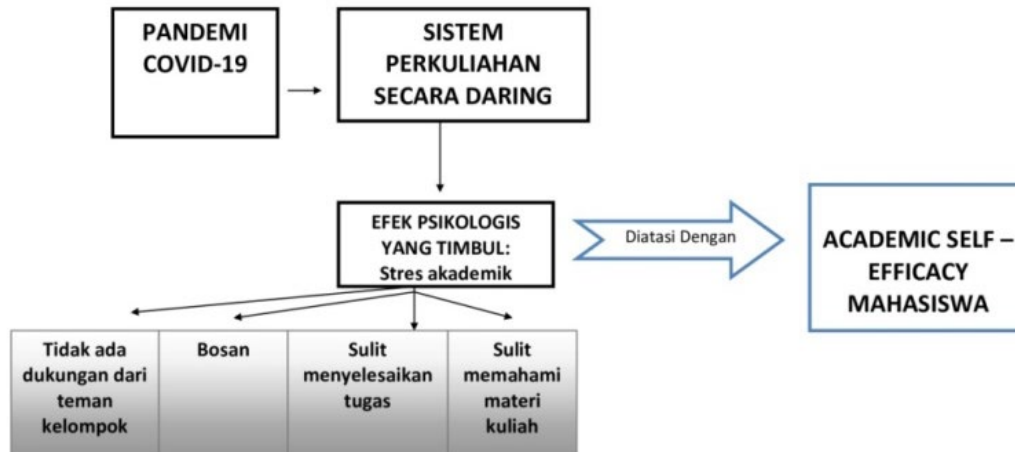 PANDEMI
COVID-19
SISTEM
PERKULIAHAN
SECARA DARING
EFEK PSIKOLOGIS
YANG TIMBUL:
Stres akademik
Diatasi Dengan
ACADEMIC SELF –
EFFICACY
MAHASISWA
Tidak ada
dukungan dari
teman
kelompok
Bosan
Sulit
menyelesaikan
tugas
Sulit
memahami
materi
kuliah